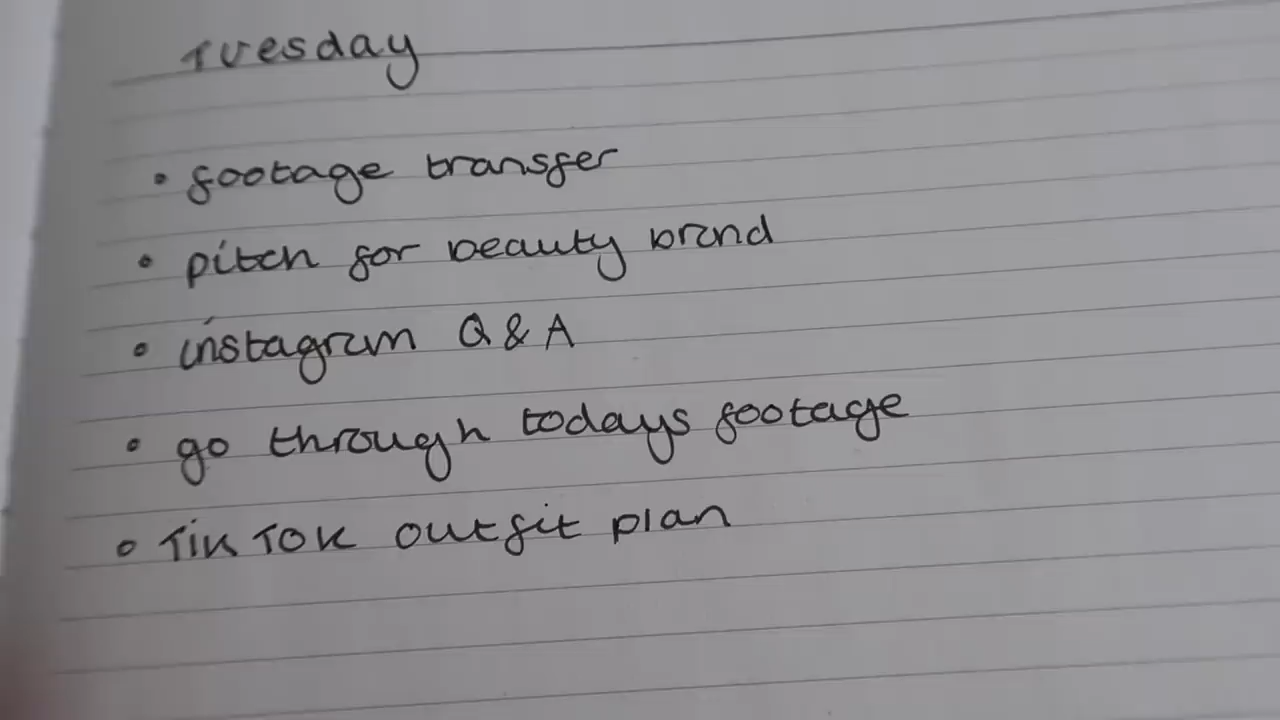 Tuesday
• footage transfer
• pitch for beauty brand
• instagram Q & A
• go through todays footage
• TikTok outfit plan